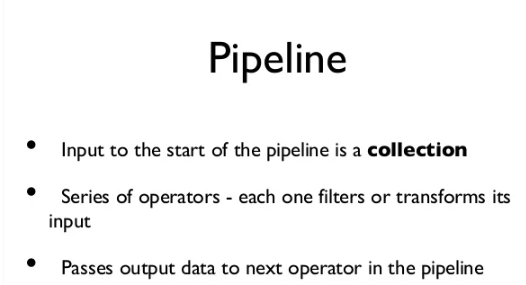 Pipeline
• Input to the start of the pipeline is a collection
• Series of operators - each one filters or transforms its
input
• Passes output data to next operator in the pipeline